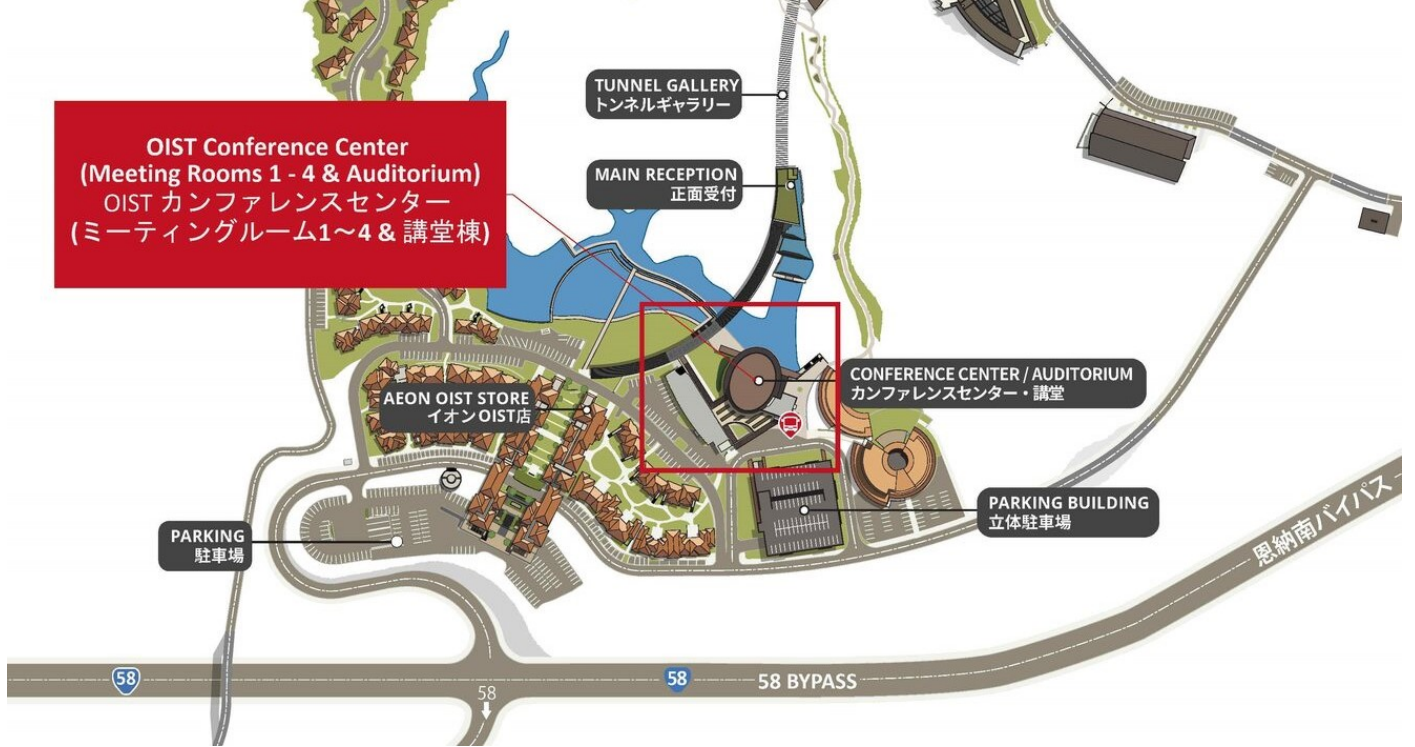 TUNNEL GALLERY
トンネルギャラリー
OIST Conference Center
(Meeting Rooms 1 - 4 & Auditorium)
OIST カンファレンスセンター
(ミーティングルーム1～4 & 講堂棟)
MAIN RECEPTION
正面受付
CONFERENCE CENTER / AUDITORIUM
カンファレンスセンター・講堂
AEON OIST STORE
イオン OIST店
PARKING BUILDING
立体駐車場
PARKING
駐車場
恩納南バイパス
58
58
58 BYPASS
58